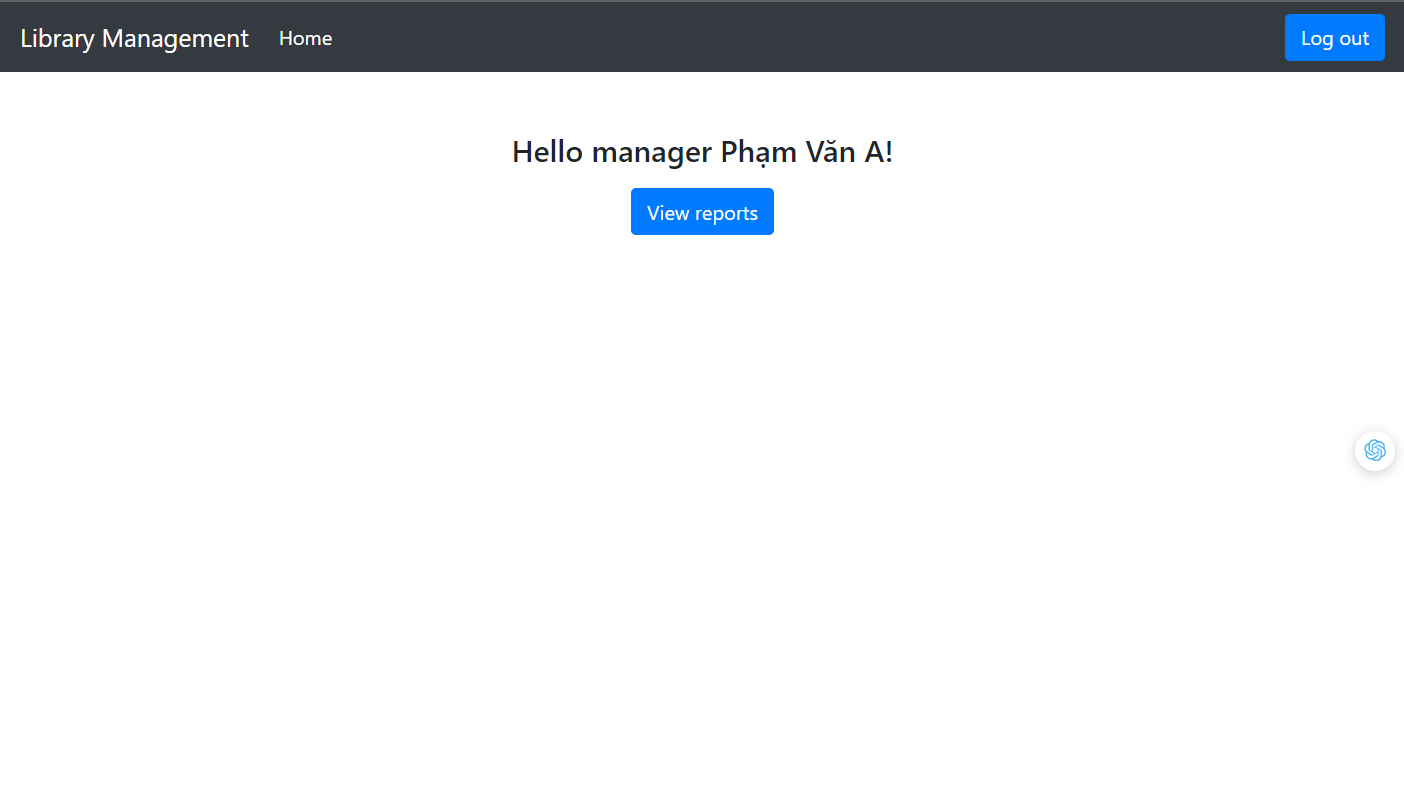 Library Management Home Log out
Hello manager Phạm Văn A!
View reports